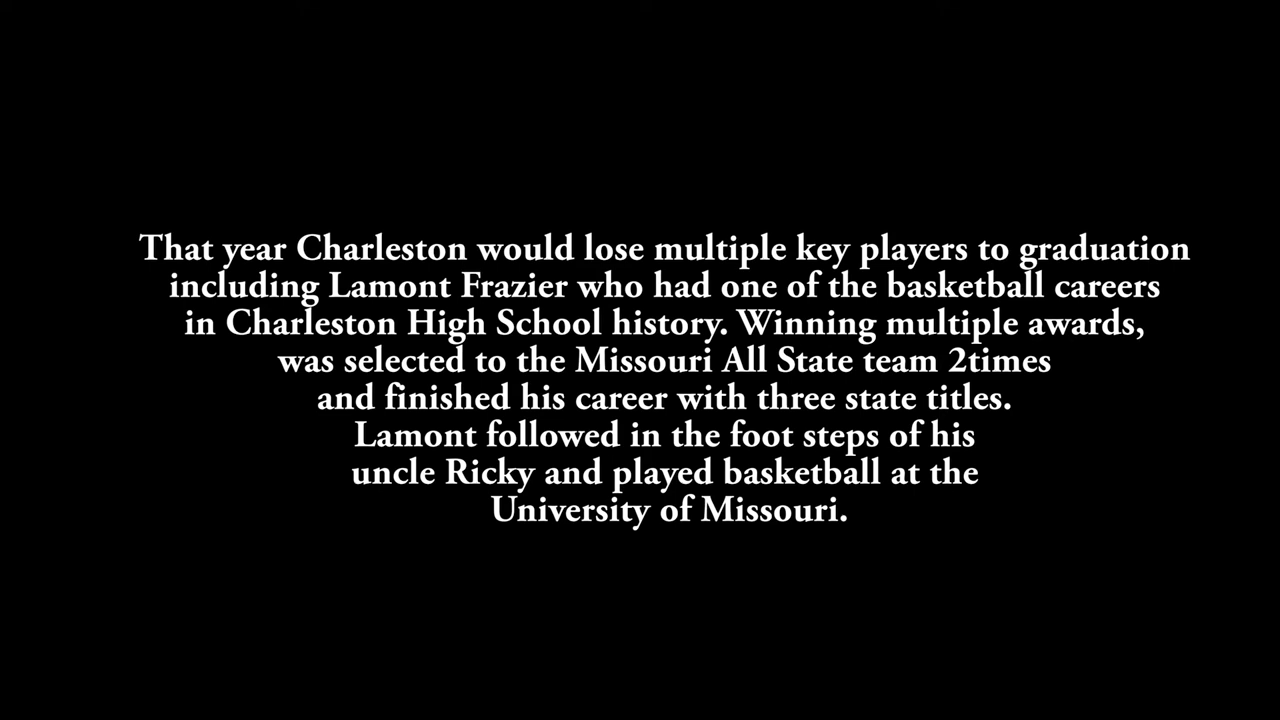 That year Charleston would lose multiple key players to graduation
including Lamont Frazier who had one of the basketball careers
in Charleston High School history. Winning multiple awards,
was selected to the Missouri All State team 2times
and finished his career with three state titles.
Lamont followed in the foot steps of his
uncle Ricky and played basketball at the
University of Missouri.